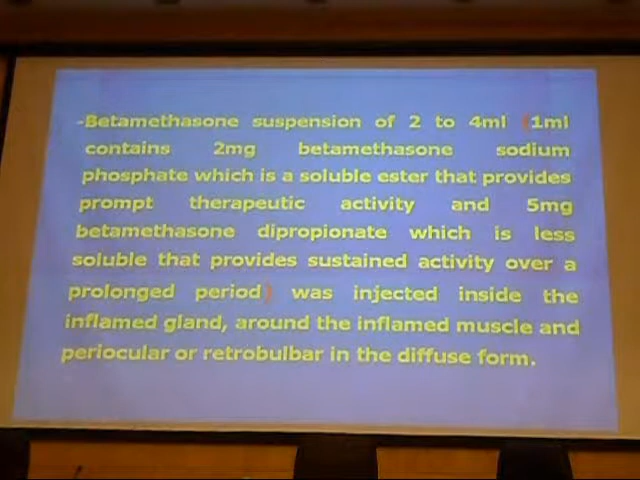 -Betamethasone suspension of 2 to 4ml (1ml
contains 2mg betamethasone sodium
phosphate which is a soluble ester that provides
prompt therapeutic activity and 5mg
betamethasone dipropionate which is less
soluble that provides sustained activity over a
prolonged period) was injected inside the
inflamed gland, around the inflamed muscle and
periocular or retrobulbar in the diffuse form.